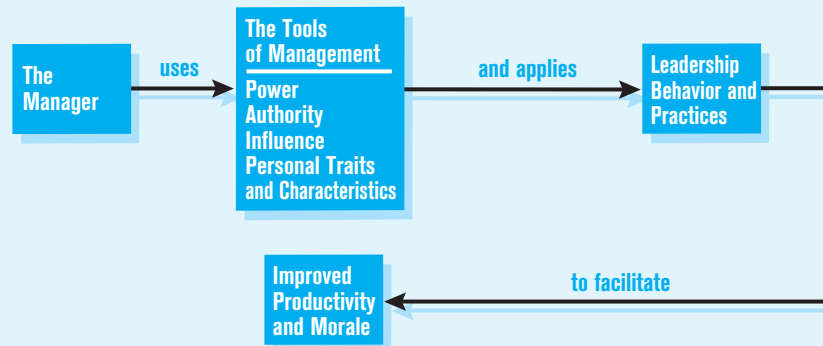 The
Manager
uses
The Tools
of Management
Power
Authority
Influence
Personal Traits
and Characteristics
and applies
Leadership
Behavior and
Practices
to facilitate
Improved
Productivity
and Morale